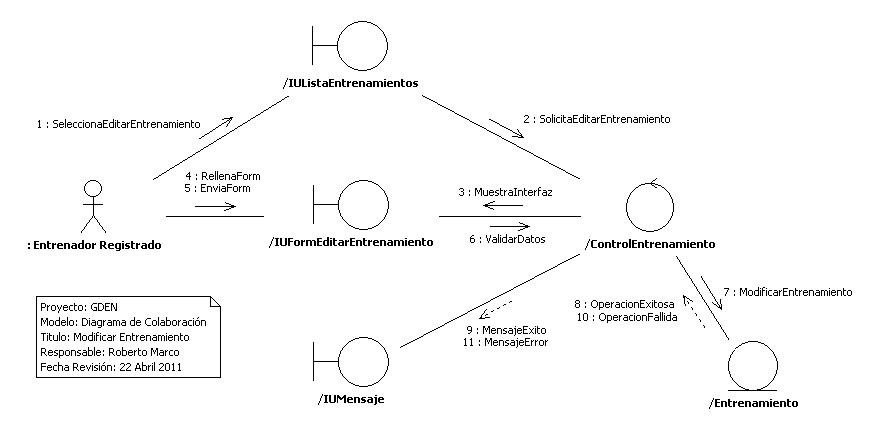 /IUListaEntrenamientos
1 : SeleccionaEditarEntrenamiento
2 : SolicitaEditarEntrenamiento
4 : RellenaForm
5 : EnviaForm
3 : MuestraInterfaz
: Entrenador Registrado
/IUFormEditarEntrenamiento
6 : ValidarDatos
/ControlEntrenamiento
7 : ModificarEntrenamiento
8 : OperacionExitosa
10 : OperacionFallida
9 : MensajeExito
11 : MensajeError
Proyecto: GDEN
Modelo: Diagrama de Colaboración
Titulo: Modificar Entrenamiento
Responsable: Roberto Marco
Fecha Revisión: 22 Abril 2011
/IUMensaje
/Entrenamiento